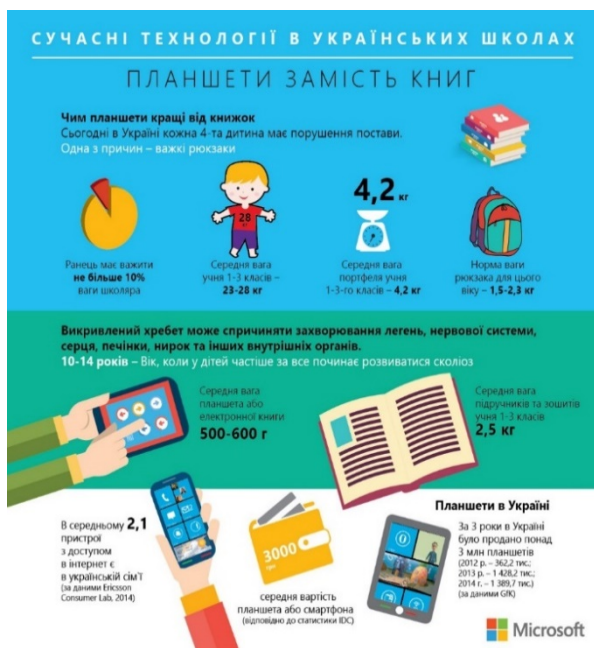 СУЧАСНІ ТЕХНОЛОГІЇ В УКРАЇНСЬКИХ ШКОЛАХ
ПЛАНШЕТИ ЗАМІСТЬ КНИГ
Чим планшети кращі від книжок
Сьогодні в Україні кожна 4-та дитина має порушення постави.
Одна з причин – важкі рюкзаки
Ранець має важити
не більше 10%
ваги школяра
28
кг
Середня вага
учня 1-3 класів –
23-28 кг
4,2 кг
Середня вага
портфеля учня
1-3-го класів – 4,2 кг
Норма ваги
рюкзака для цього
віку – 1,5-2,3 кг
Викривлений хребет може спричиняти захворювання легень, нервової системи,
серця, печінки, нирок та інших внутрішніх органів.
10-14 років – Вік, коли у дітей частіше за все починає розвиватися сколіоз
Середня вага
планшета або
електронної книги
500-600 г
Середня вага
підручників та зошитів
учня 1-3 класів
2,5 кг
В середньому 2,1
пристрої
з доступом
в інтернет є
в українській сім'ї
(за даними Ericsson
Consumer Lab, 2014)
3000
грн
середня вартість
планшета або смартфона
(відповідно до статистики IDC)
Планшети в Україні
За 3 роки в Україні
було продано понад
3 млн планшетів
(2012 р. – 362,2 тис.;
2013 р. – 1 428,2 тис.;
2014 г. – 1 389,7 тис.)
(за даними GfK)
Microsoft